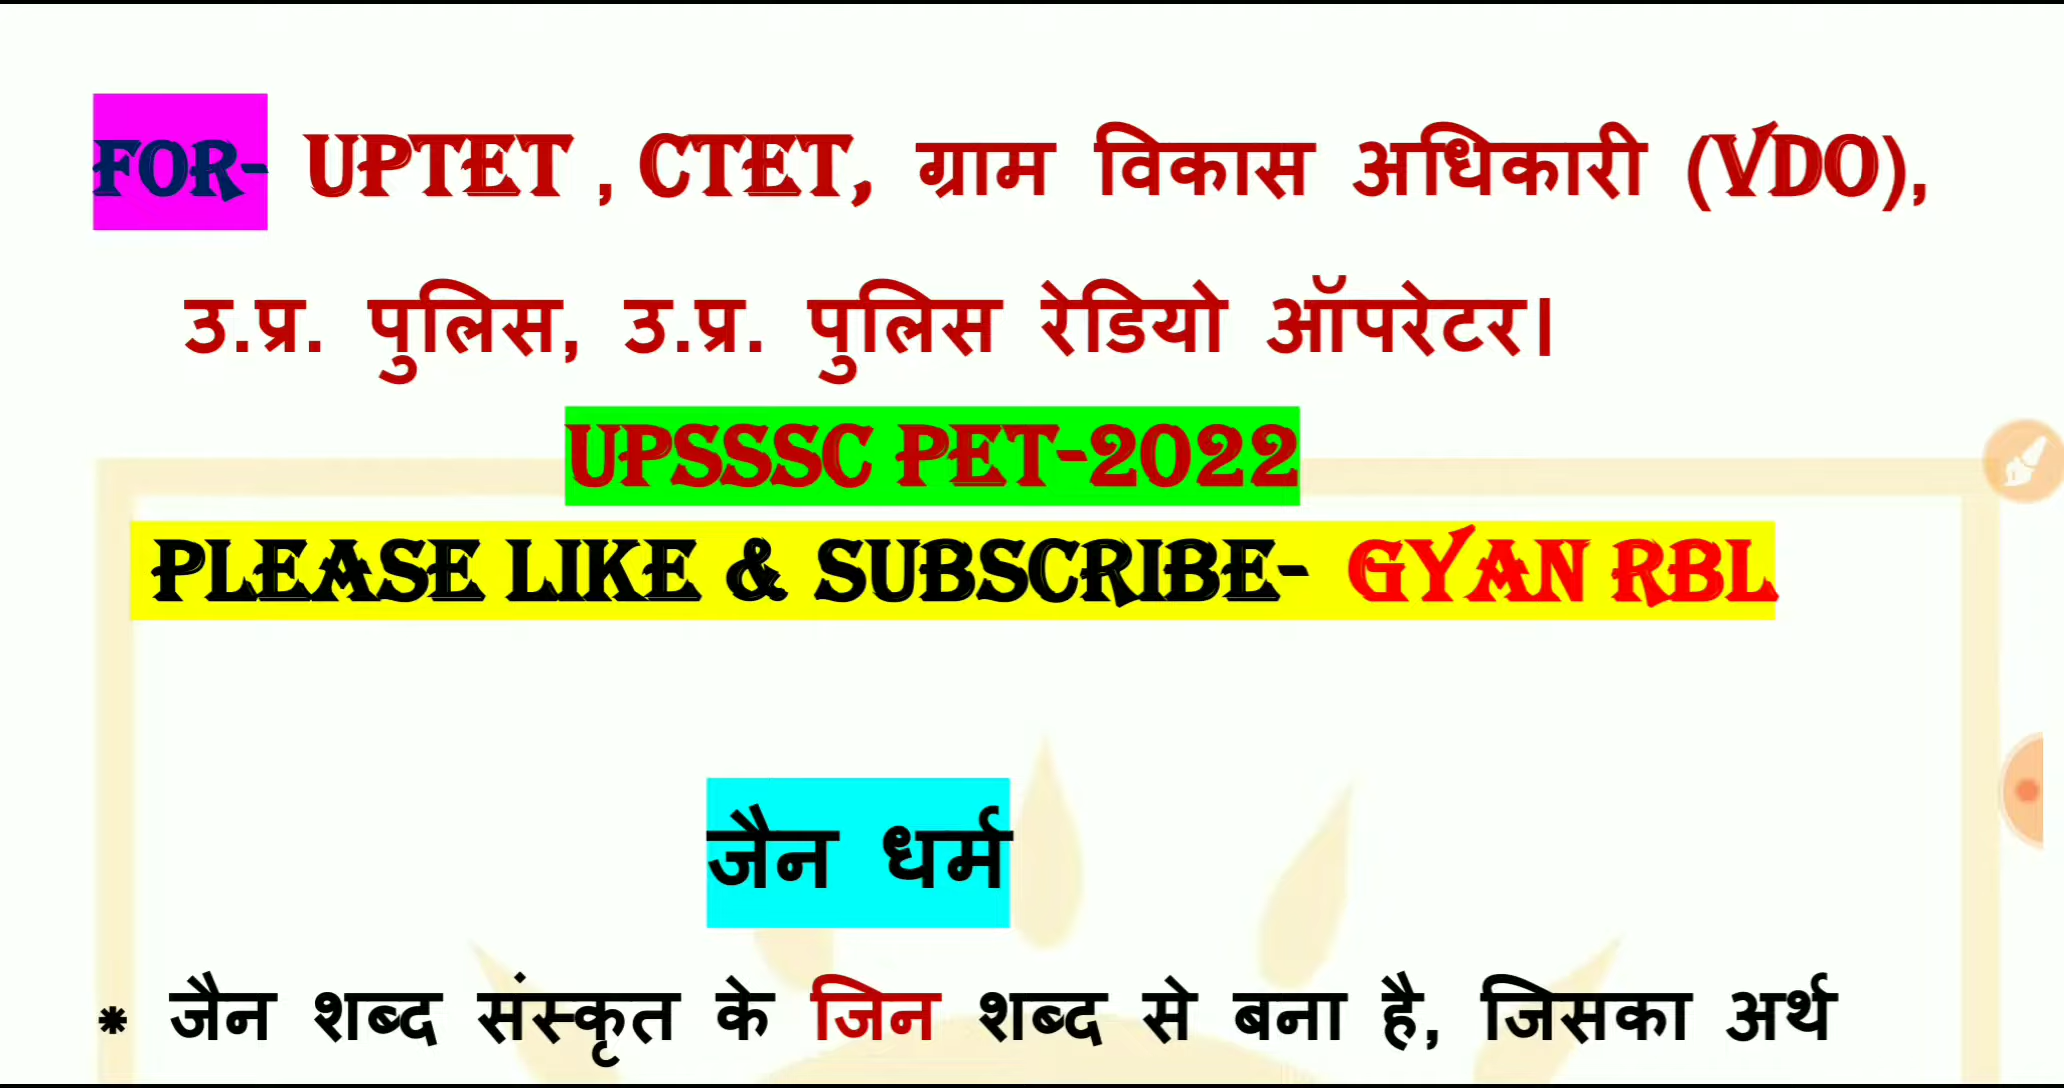 FOR- UPTET , CTET, ग्राम विकास अधिकारी (VDO),
उ.प्र. पुलिस, उ.प्र. पुलिस रेडियो ऑपरेटर।
UPSSSC PET-2022
PLEASE LIKE & SUBSCRIBE- GYAN RBL
जैन धर्म
* जैन शब्द संस्कृत के जिन शब्द से बना है, जिसका अर्थ